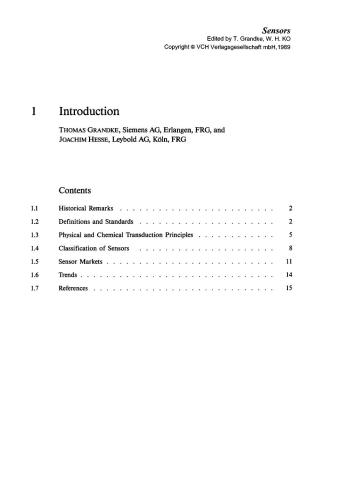 Sensors
Edited by T. Grandke, W. H. KO
Copyright © VCH Verlagsgesellschaft mbH, 1989
1 Introduction
THOMAS GRANDKE, Siemens AG, Erlangen, FRG, and
JOACHIM HESSE, Leybold AG, Köln, FRG
Contents
1.1 Historical Remarks . . . . . . . . . . . . . . . . . . . . . . . . 2
1.2 Definitions and Standards . . . . . . . . . . . . . . . . . . . . . 2
1.3 Physical and Chemical Transduction Principles . . . . . . . . . . . . 5
1.4 Classification of Sensors . . . . . . . . . . . . . . . . . . . . . 8
1.5 Sensor Markets . . . . . . . . . . . . . . . . . . . . . . . . . . 11
1.6 Trends . . . . . . . . . . . . . . . . . . . . . . . . . . . . . . 14
1.7 References . . . . . . . . . . . . . . . . . . . . . . . . . . . . 15